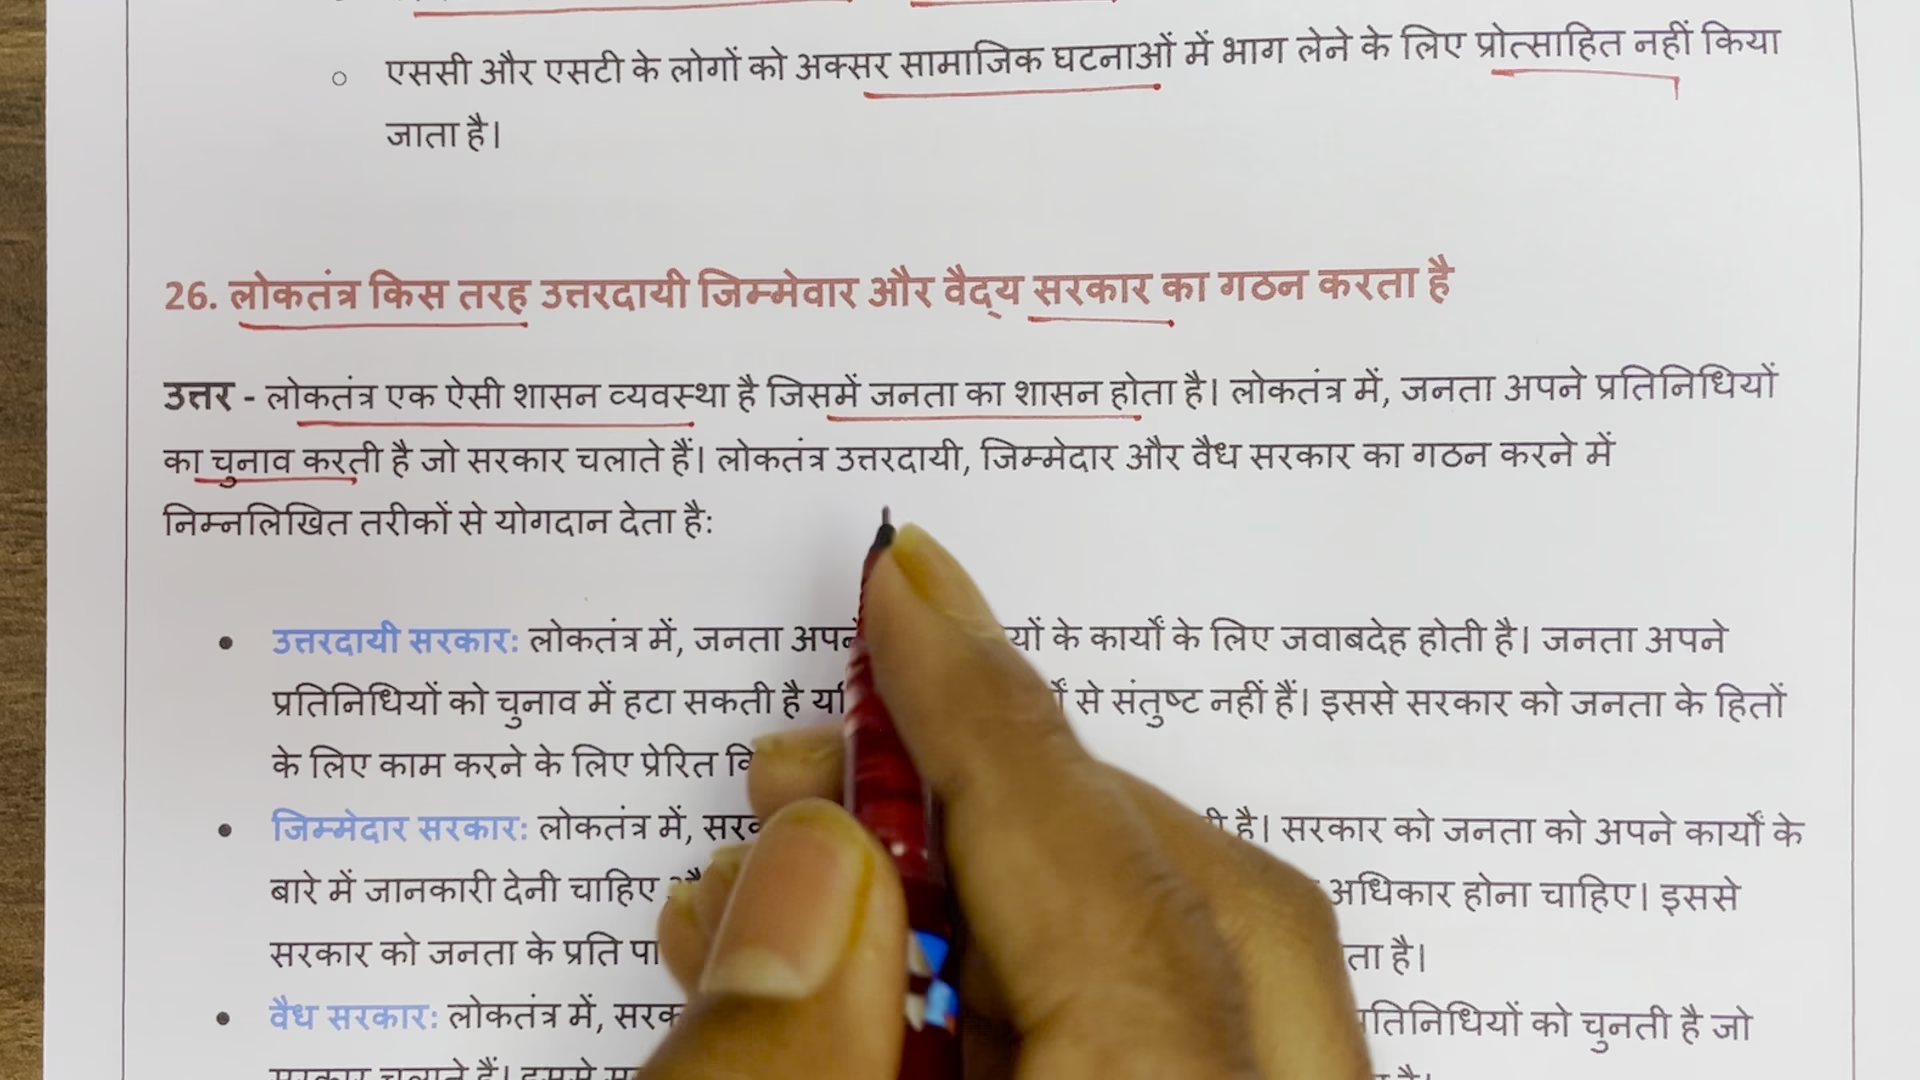 एससी और एसटी के लोगों को अक्सर सामाजिक घटनाओं में भाग लेने के लिए प्रोत्साहित नहीं किया
जाता है।
26. लोकतंत्र किस तरह उत्तरदायी जिम्मेवार और वैद्य सरकार का गठन करता है
उत्तर - लोकतंत्र एक ऐसी शासन व्यवस्था है जिसमें जनता का शासन होता है। लोकतंत्र में, जनता अपने प्रतिनिधियों
का चुनाव करती है जो सरकार चलाते हैं। लोकतंत्र उत्तरदायी, जिम्मेदार और वैध सरकार का गठन करने में
निम्नलिखित तरीकों से योगदान देता है:
उत्तरदायी सरकार: लोकतंत्र में, जनता के कार्यों के लिए जवाबदेह होती है। जनता अपने
प्रतिनिधियों को चुनाव में हटा सकती है से संतुष्ट नहीं हैं। इससे सरकार को जनता के हितों
के लिए काम करने के लिए प्रेरित
जिम्मेदार सरकार: लोकतंत्र में, है। सरकार को जनता को अपने कार्यों के
बारे में जानकारी देनी चाहिए अधिकार होना चाहिए। इससे
सरकार को जनता के प्रति है।
वैध सरकार: लोकतंत्र में, को चुनती है जो